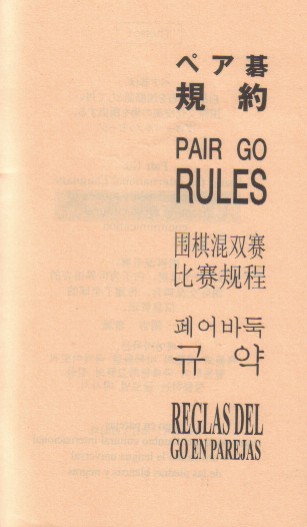 ペア碁
規約
PAIR GO
RULES
围棋混双赛
比赛规程
페어바둑
규약
REGLAS DEL
GO EN PAREJAS